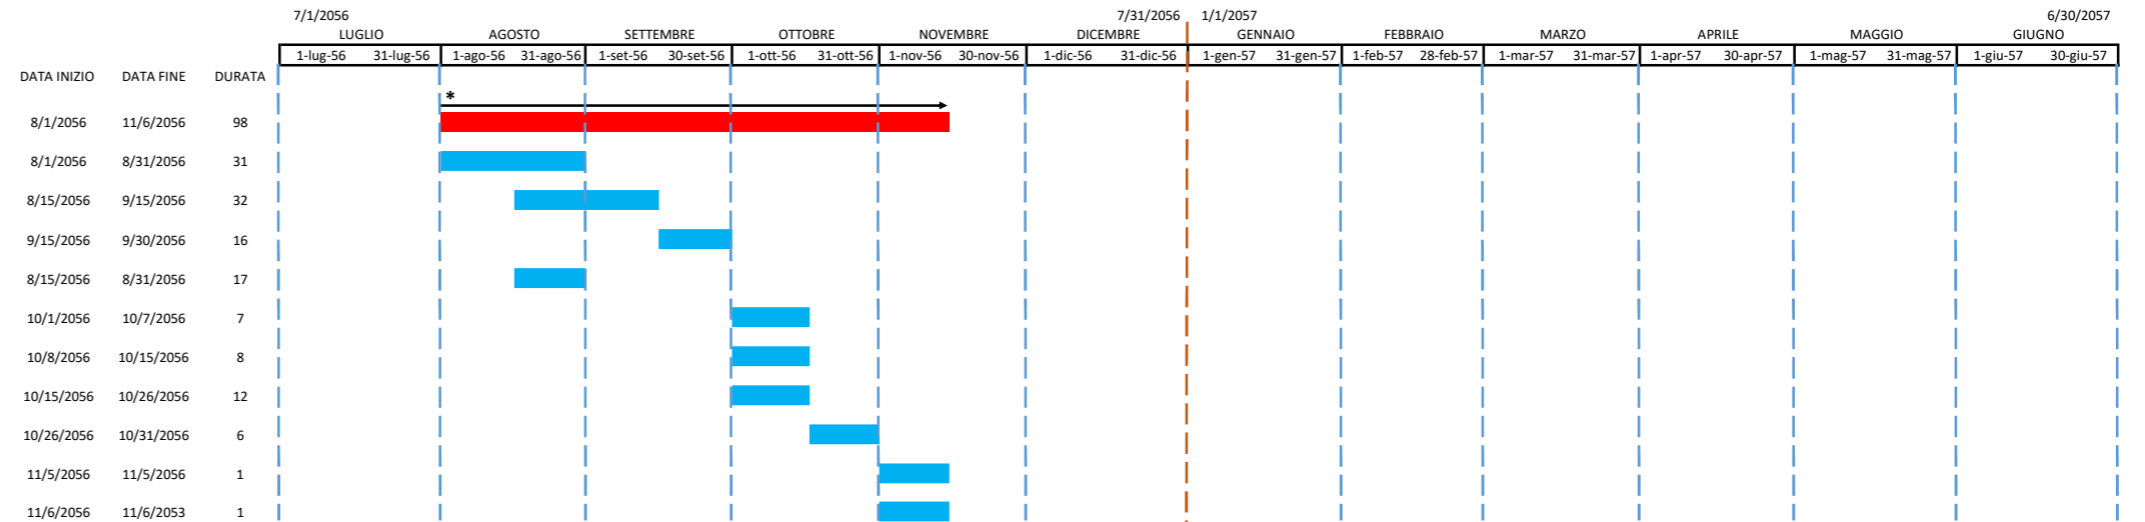 7/1/2056 7/31/2056 1/1/2057 6/30/2057
LUGLIO AGOSTO SETTEMBRE OTTOBRE NOVEMBRE DICEMBRE GENNAIO FEBBRAIO MARZO APRILE MAGGIO GIUGNO
1-lug-56 31-lug-56 1-ago-56 31-ago-56 1-set-56 30-set-56 1-ott-56 31-ott-56 1-nov-56 30-nov-56 1-dic-56 31-dic-56 1-gen-57 31-gen-57 1-feb-57 28-feb-57 1-mar-57 31-mar-57 1-apr-57 30-apr-57 1-mag-57 31-mag-57 1-giu-57 30-giu-57
DATA INIZIO DATA FINE DURATA
*
8/1/2056 11/6/2056 98
8/1/2056 8/31/2056 31
8/15/2056 9/15/2056 32
9/15/2056 9/30/2056 16
8/15/2056 8/31/2056 17
10/1/2056 10/7/2056 7
10/8/2056 10/15/2056 8
10/15/2056 10/26/2056 12
10/26/2056 10/31/2056 6
11/5/2056 11/5/2056 1
11/6/2056 11/6/2053 1